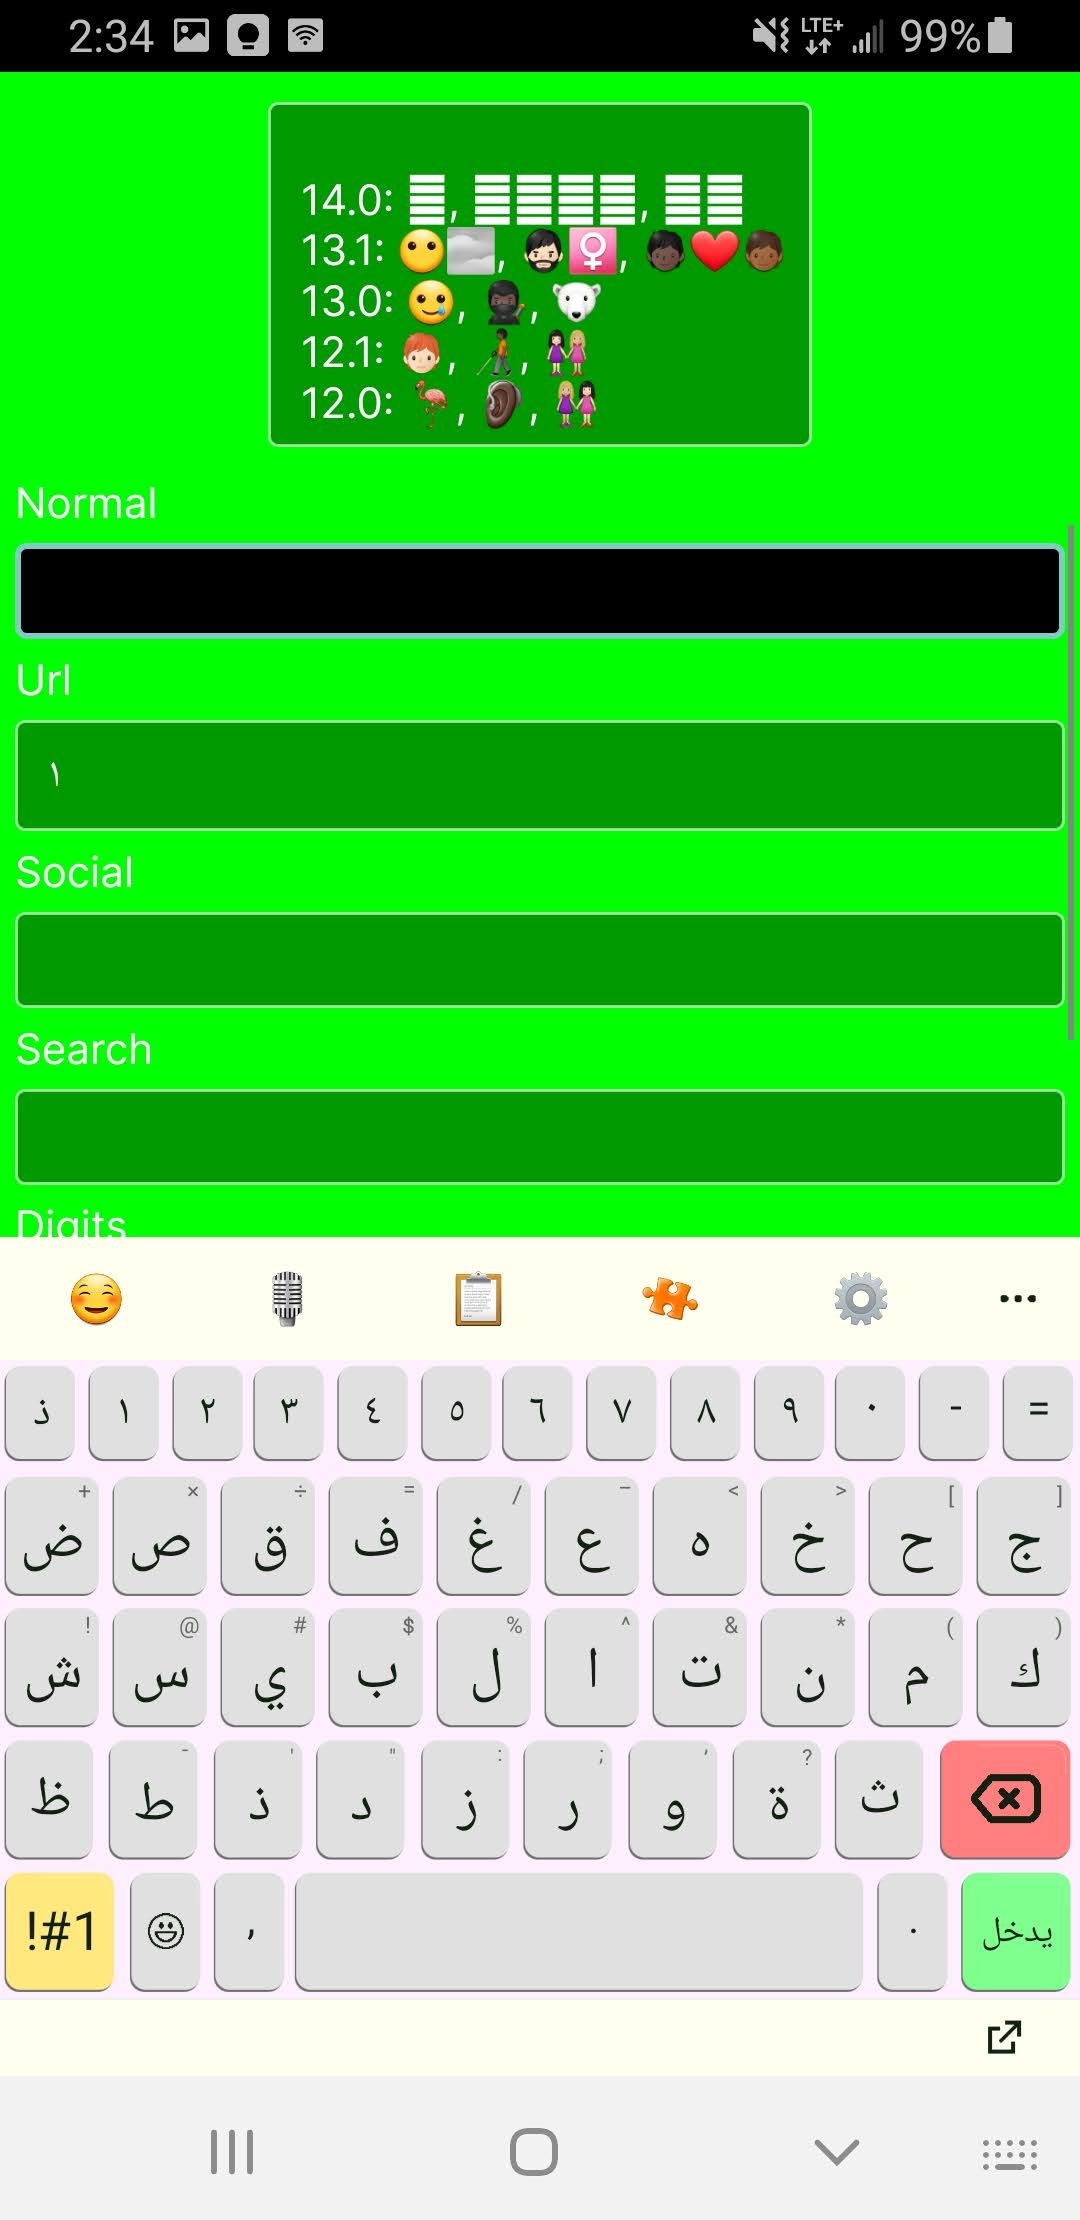 2:34 LTE+ 99%
14.0: 𝌆, 𝌆𝌆𝌆𝌆, 𝌆𝌆
13.1: 😶🌫, 🧔🏻♀, 🧑🏿❤🧑🏾
13.0: 🥲, 🥷🏿, 🐻‍❄️
12.1: 🧑🏻‍🦰, 🧑🏿‍🦯, 👩🏻‍🤝‍👩🏼
12.0: 🦩, 🦻🏿, 👩🏼‍🤝‍👩🏻
Normal
Url
١
Social
Search
Digits
ذ ١ ٢ ٣ ٤ ٥ ٦ ٧ ٨ ٩ ٠ - =
+ × ÷ = / _ < > [ ]
ض ص ق ف غ ع ه خ ح ج
! @ # $ % ^ & * ( )
ش س ي ب ل ا ت ن م ك
- ' " : ; , ?
ظ ط ذ د ز ر و ة ث
!#1 , . يدخل